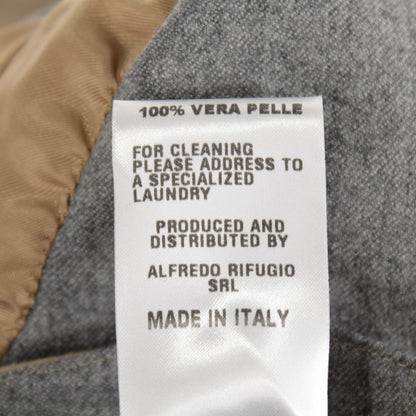 100% VERA PELLE
FOR CLEANING
PLEASE ADDRESS TO
A SPECIALIZED
LAUNDRY
PRODUCED AND
DISTRIBUTED BY
ALFREDO RIFUGIO
SRL
MADE IN ITALY